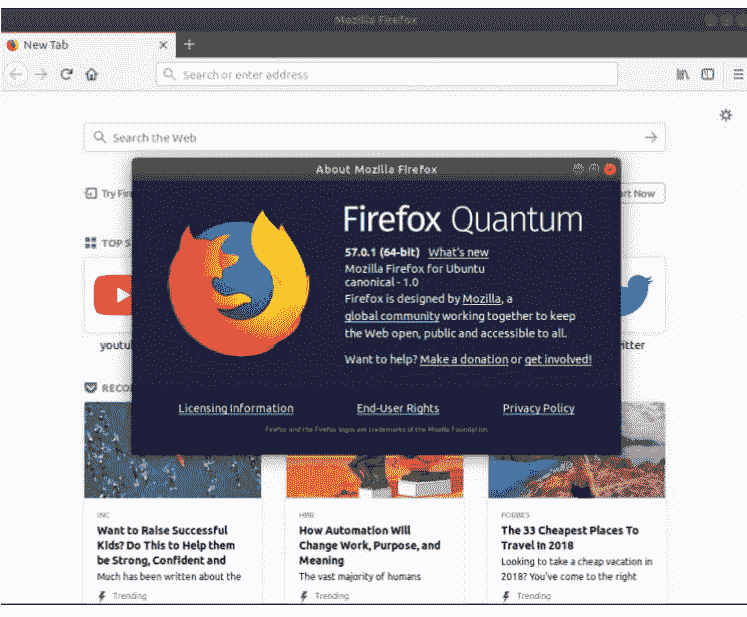 Mozilla Firefox
New Tab
Search or enter address
Search the Web
About Mozilla Firefox
Try Fire
rt Now
Firefox Quantum
57.0.1 (64-bit) What's new
TOP S
Mozilla Firefox for Ubuntu
canonical - 1.0
Firefox is designed by Mozilla, a
global community working together to keep
the Web open, public and accessible to all.
youtu
itter
Want to help? Make a donation or get involved!
RECO
Licensing Information End-User Rights Privacy Policy
Firefox and the Firefox logos are trademarks of the Mozilla Foundation.
INC
Want to Raise Successful
Kids? Do This to Help them
be Strong, Confident and
Much has been written about the
Trending
HBR
How Automation Will
Change Work, Purpose, and
Meaning
The vast majority of humans
Trending
FORBES
The 33 Cheapest Places To
Travel In 2018
Looking to take a cheap vacation in
2018? You've come to the right
Trending